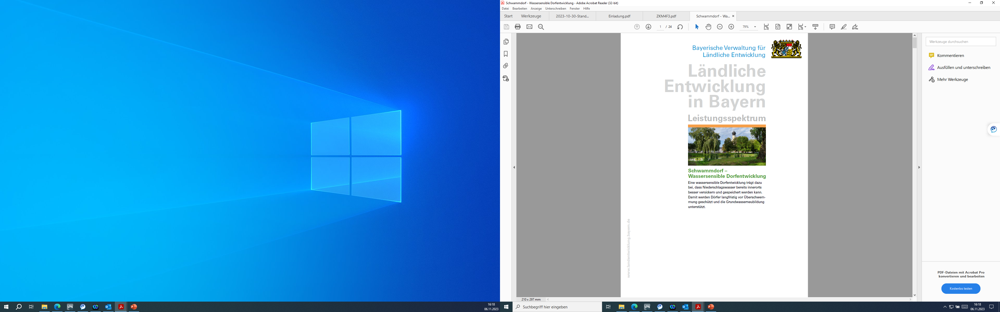 Schwammdorf - Wassersensible Dorfentwicklung - Adobe Acrobat Reader (32-bit)
Datei Bearbeiten Anzeige Unterschreiben Fenster Hilfe
Start Werkzeuge 2023-10-30-Stand... Einladung.pdf ZKM4F3.pdf Schwammdorf - Wa...
1 / 24 79%
Werkzeuge durchsuchen
Kommentieren
Ausfüllen und unterschreiben
Mehr Werkzeuge
Bayerische Verwaltung für
Ländliche Entwicklung
Ländliche
Entwicklung
in Bayern
Leistungsspektrum
Schwammdorf –
Wassersensible Dorfentwicklung
Eine wassersensible Dorfentwicklung trägt dazu
bei, dass Niederschlagswasser bereits innerorts
besser versickern und gespeichert werden kann.
Damit werden Dörfer langfristig vor Überschwem-
mung geschützt und die Grundwasserneubildung
unterstützt.
www.landentwicklung.bayern.de
PDF-Dateien mit Acrobat Pro
konvertieren und bearbeiten
Kostenlos testen
210 x 297 mm
VPN
16:18
06.11.2023
Suchbegriff hier eingeben
VPN
16:18
06.11.2023